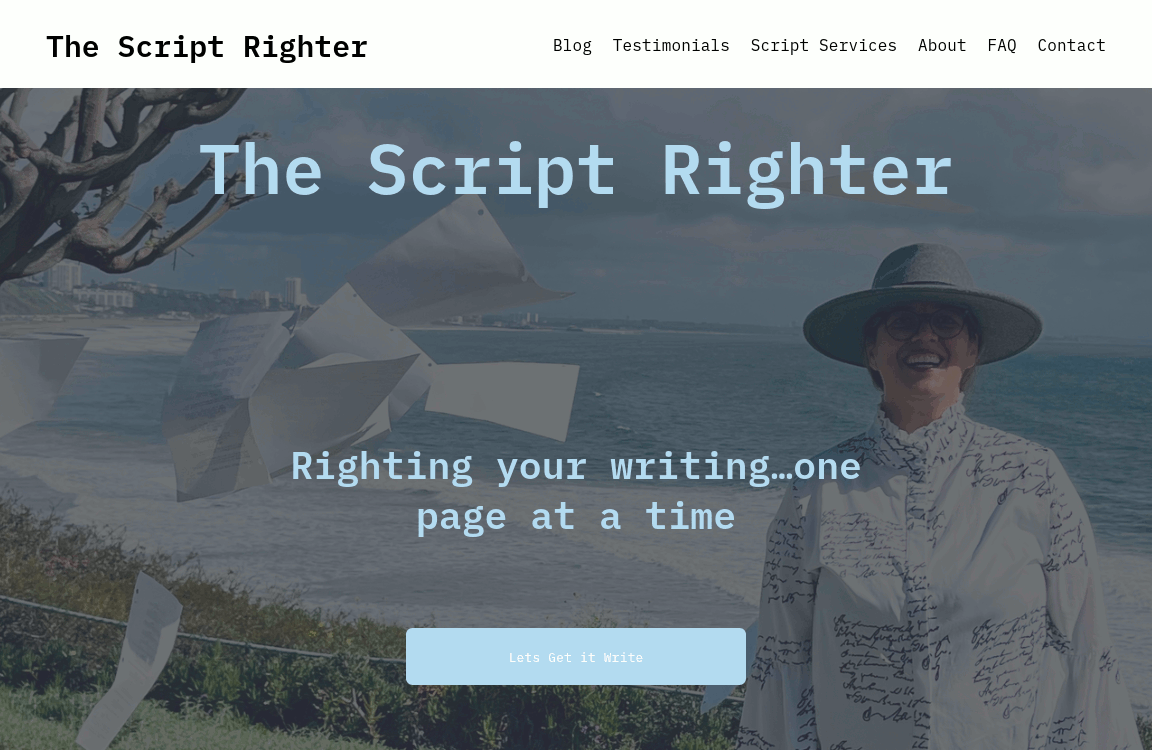 The Script Righter
Blog Testimonials Script Services About FAQ Contact
The Script Righter
Righting your writing…one
page at a time
Lets Get it Write